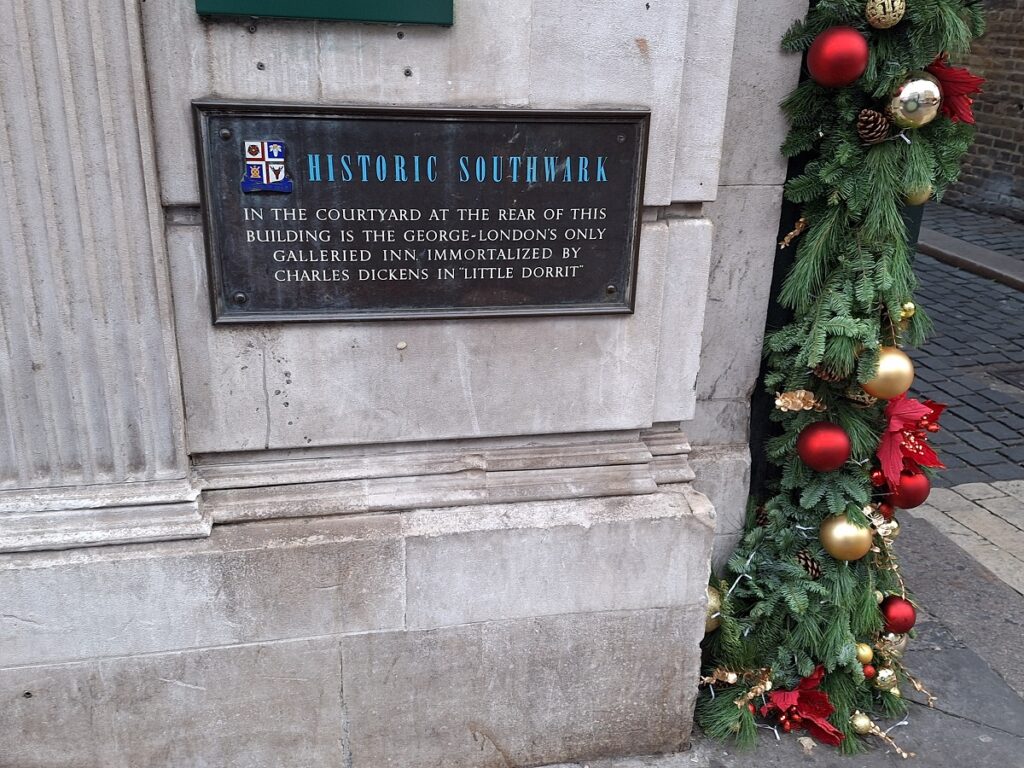 HISTORIC SOUTHWARK
IN THE COURTYARD AT THE REAR OF THIS
BUILDING IS THE GEORGE-LONDON'S ONLY
GALLERIED INN, IMMORTALIZED BY
CHARLES DICKENS IN "LITTLE DORRIT"